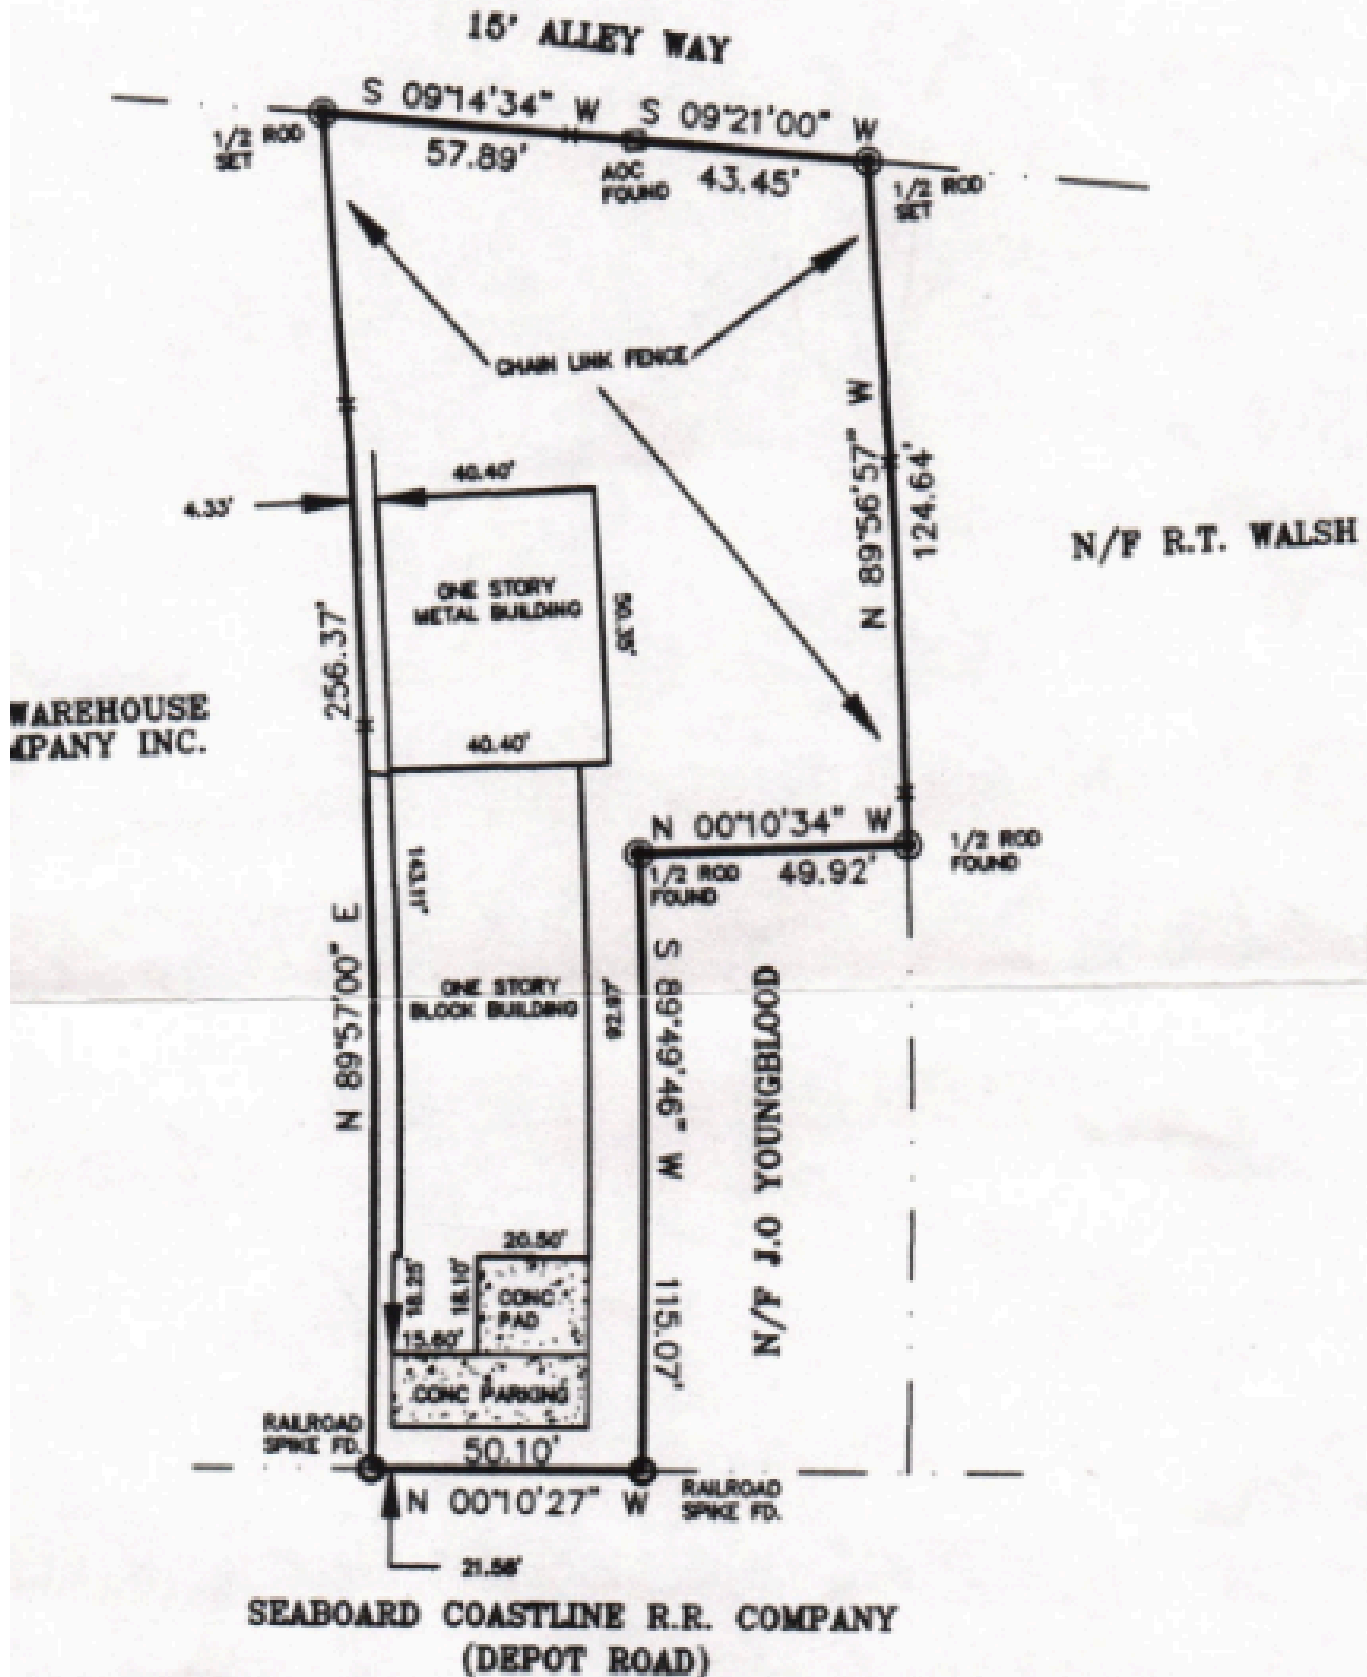 15' ALLEY WAY
S 09°14'34" W
S 09°21'00" W
1/2 ROD
SET
57.89'
AOC
FOUND
43.45'
1/2 ROD
SET
CHAIN LINK FENCE
N 89°56'57" W
124.64'
40.40'
4.33'
N/F R.T. WALSH
ONE STORY
METAL BUILDING
50.35'
256.37'
WAREHOUSE
MPANY INC.
40.40'
N 00°10'34" W
1/2 ROD
FOUND
49.92'
1/2 ROD
FOUND
143.11'
N 89°57'00" E
ONE STORY
BLOCK BUILDING
92.97'
S 89°49'46" W 115.07'
N/F J.O YOUNGBLOOD
20.50'
18.25'
18.10'
CONC
PAD
15.60'
CONC PARKING
RAILROAD
SPIKE FD.
50.10'
N 00°10'27" W
RAILROAD
SPIKE FD.
21.56'
SEABOARD COASTLINE R.R. COMPANY
(DEPOT ROAD)